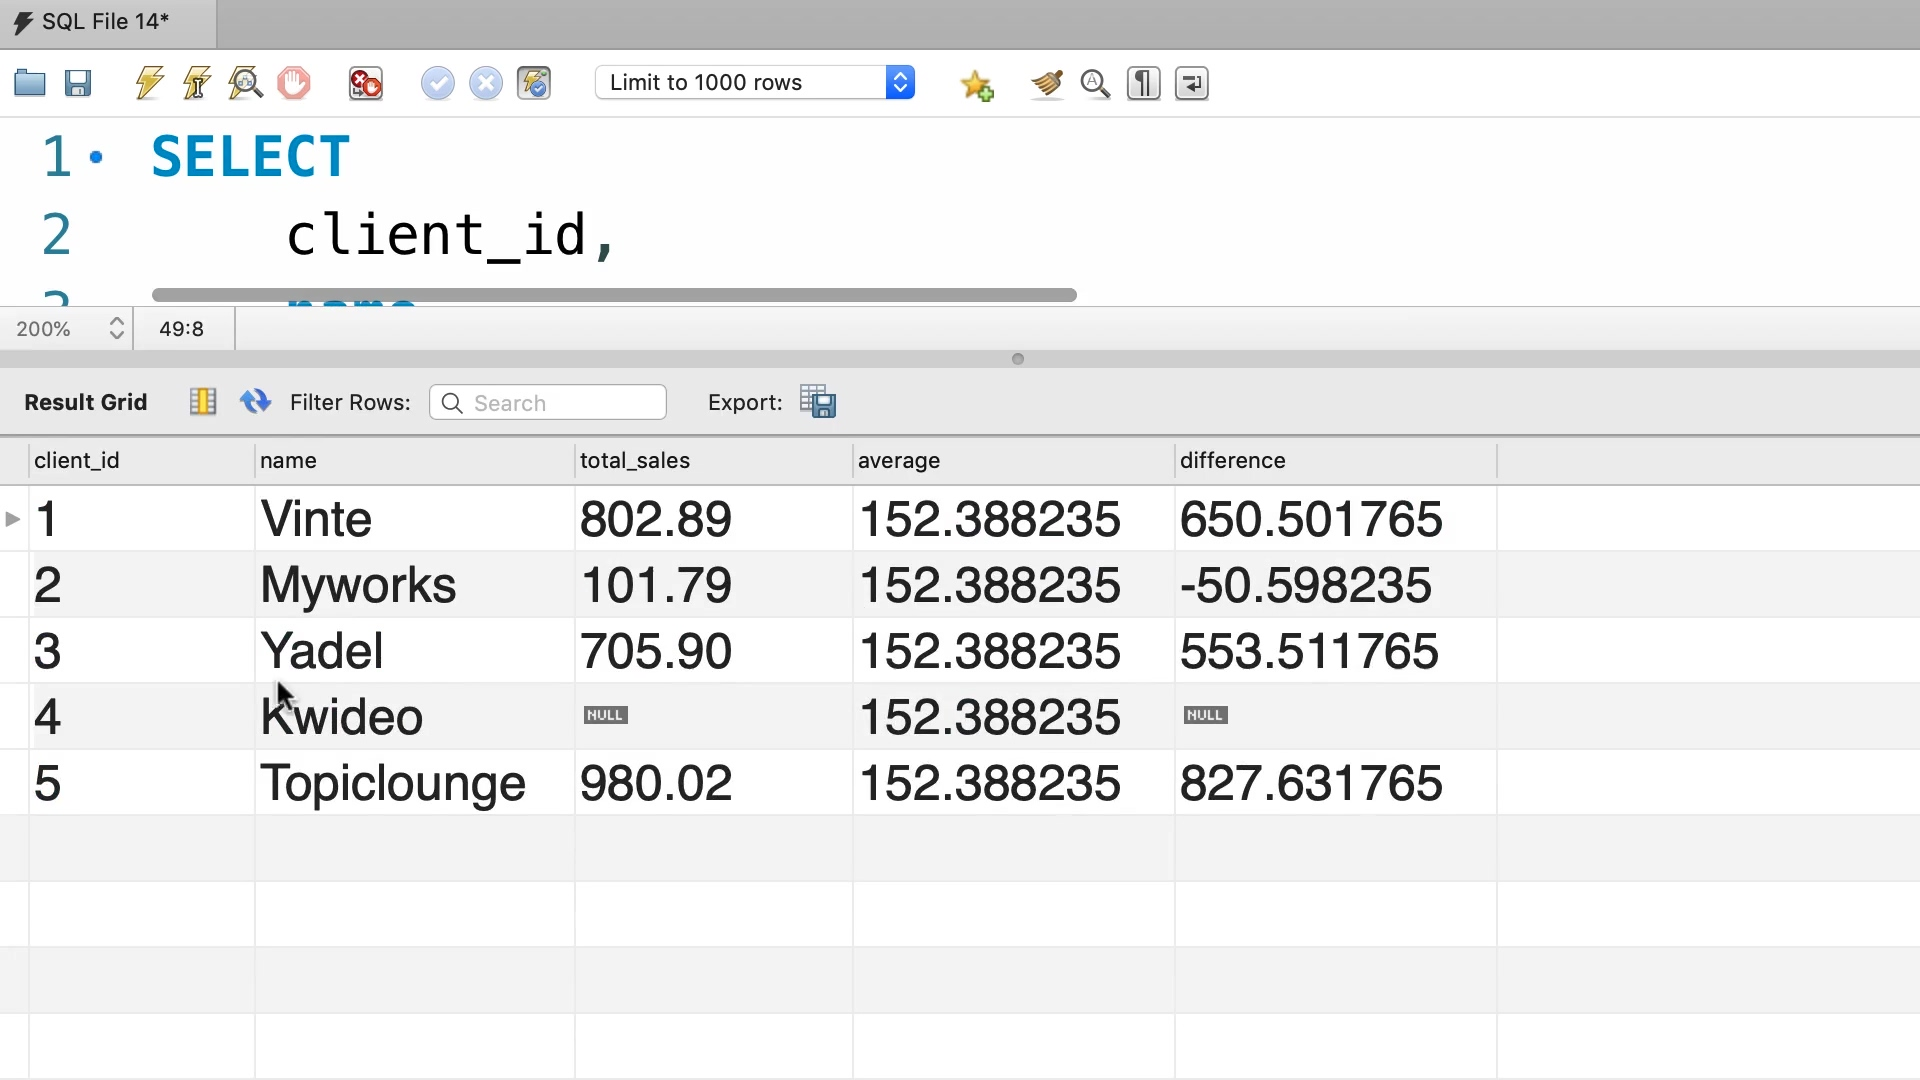 SQL File 14*
Limit to 1000 rows
1 SELECT
2 client_id,
3 name
200% 49:8
Result Grid Filter Rows: Search Export:
client_id name total_sales average difference
1 Vinte 802.89 152.388235 650.501765
2 Myworks 101.79 152.388235 -50.598235
3 Yadel 705.90 152.388235 553.511765
4 Kwideo NULL 152.388235 NULL
5 Topiclounge 980.02 152.388235 827.631765